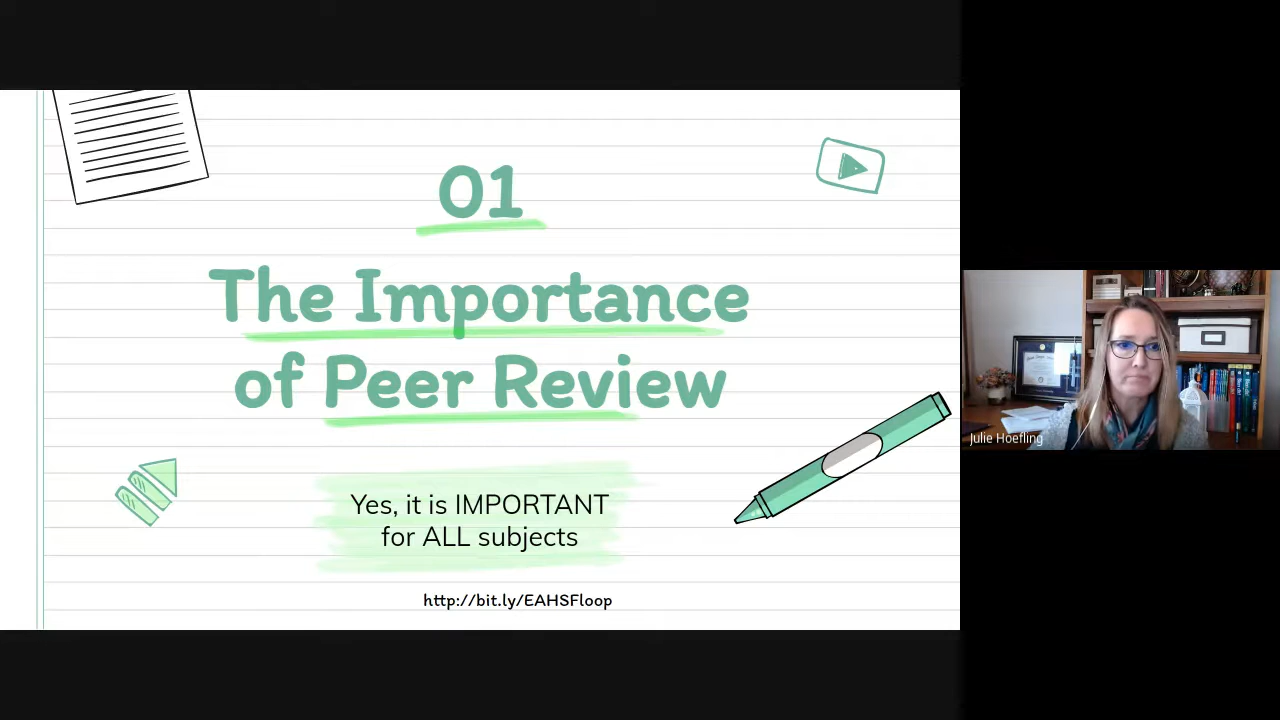 01
The Importance
of Peer Review
Yes, it is IMPORTANT
for ALL subjects
http://bit.ly/EAHSFloop
Julie Hoefling